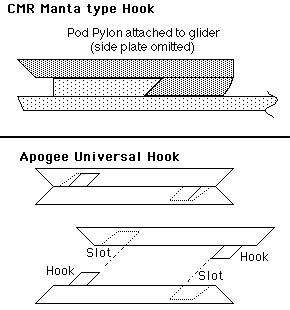 CMR Manta type Hook
Pod Pylon attached to glider
(side plate omitted)
Apogee Universal Hook
Slot
Hook
Hook
Slot